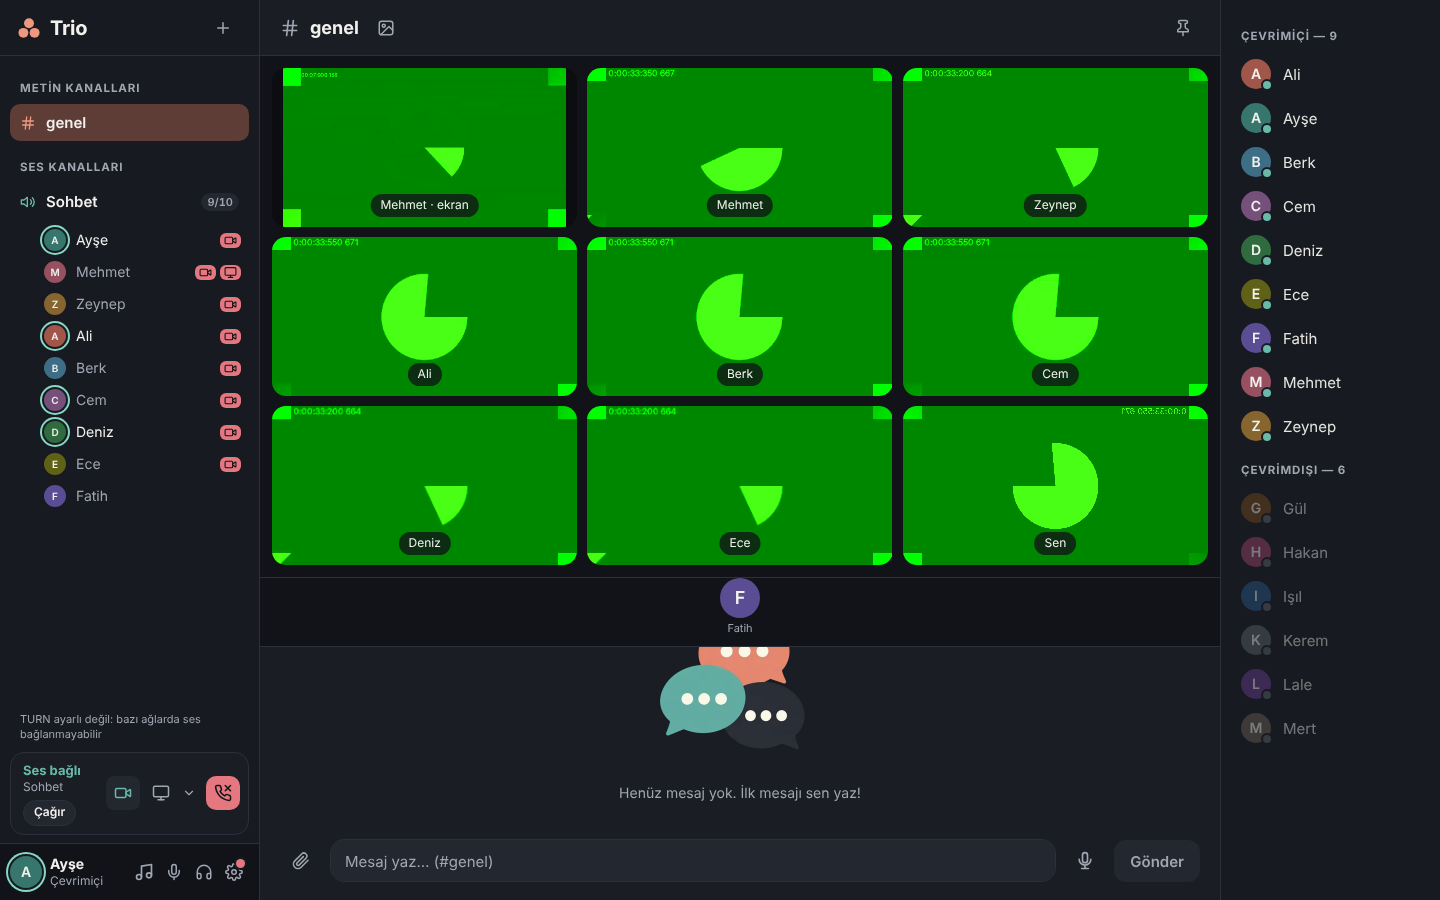 Trio
METİN KANALLARI
# genel
SES KANALLARI
Sohbet 9/10
A Ayşe
M Mehmet
Z Zeynep
A Ali
B Berk
C Cem
D Deniz
E Ece
F Fatih
TURN ayarlı değil: bazı ağlarda ses
bağlanmayabilir
Ses bağlı
Sohbet
Çağır
A Ayşe
Çevrimiçi
# genel
Mehmet · ekran
0:00:33:350 667
Mehmet
0:00:33:200 664
Zeynep
0:00:33:550 671
Ali
0:00:33:550 671
Berk
0:00:33:550 671
Cem
0:00:33:200 664
Deniz
0:00:33:200 664
Ece
0:00:33:550 671
Sen
F
Fatih
Henüz mesaj yok. İlk mesajı sen yaz!
Mesaj yaz... (#genel)
Gönder
ÇEVRİMİÇİ — 9
A Ali
A Ayşe
B Berk
C Cem
D Deniz
E Ece
F Fatih
M Mehmet
Z Zeynep
ÇEVRİMDIŞI — 6
G Gül
H Hakan
I Işıl
K Kerem
L Lale
M Mert